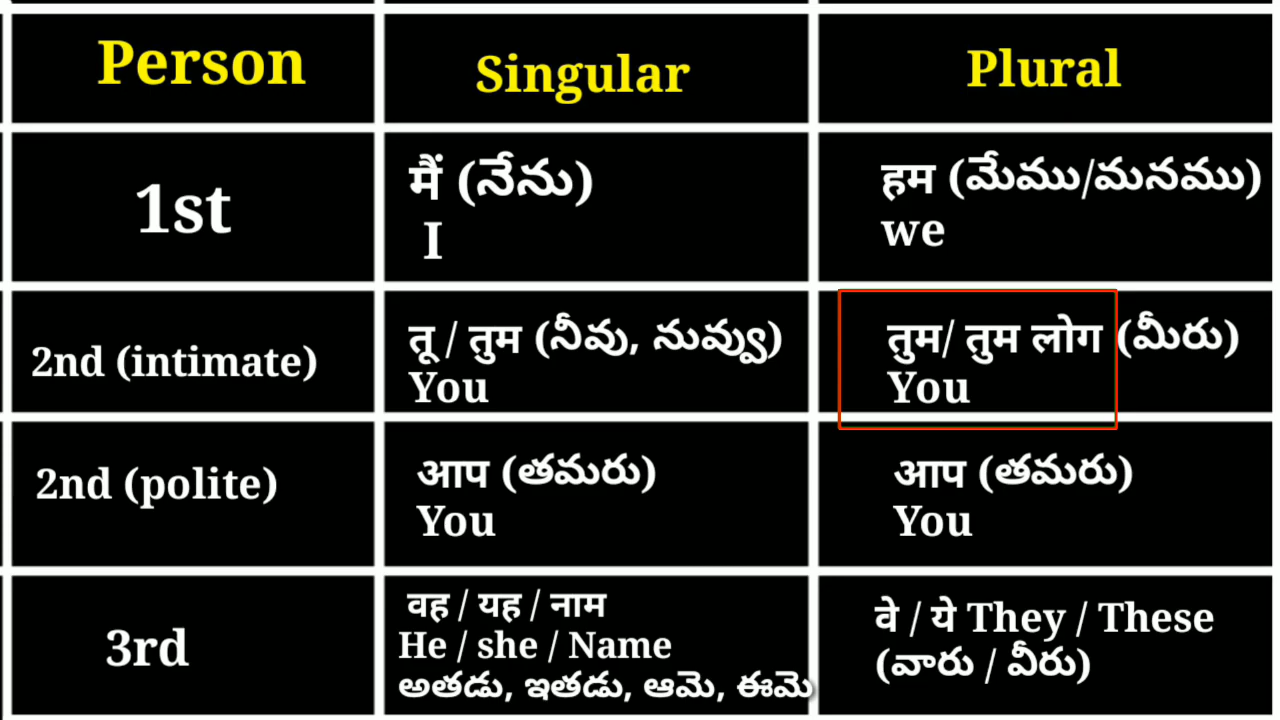 Person Singular Plural
1st
मैं (నేను)
I
हम (మేము/మనము)
we
2nd (intimate)
तू / तुम (నీవు, నువ్వు)
You
तुम/ तुम लोग (మీరు)
You
2nd (polite)
आप (తమరు)
You
आप (తమరు)
You
3rd
वह / यह / नाम
He / she / Name
అతడు, ఇతడు, ఆమె, ఈమె
वे / ये They / These
(వారు / వీరు)